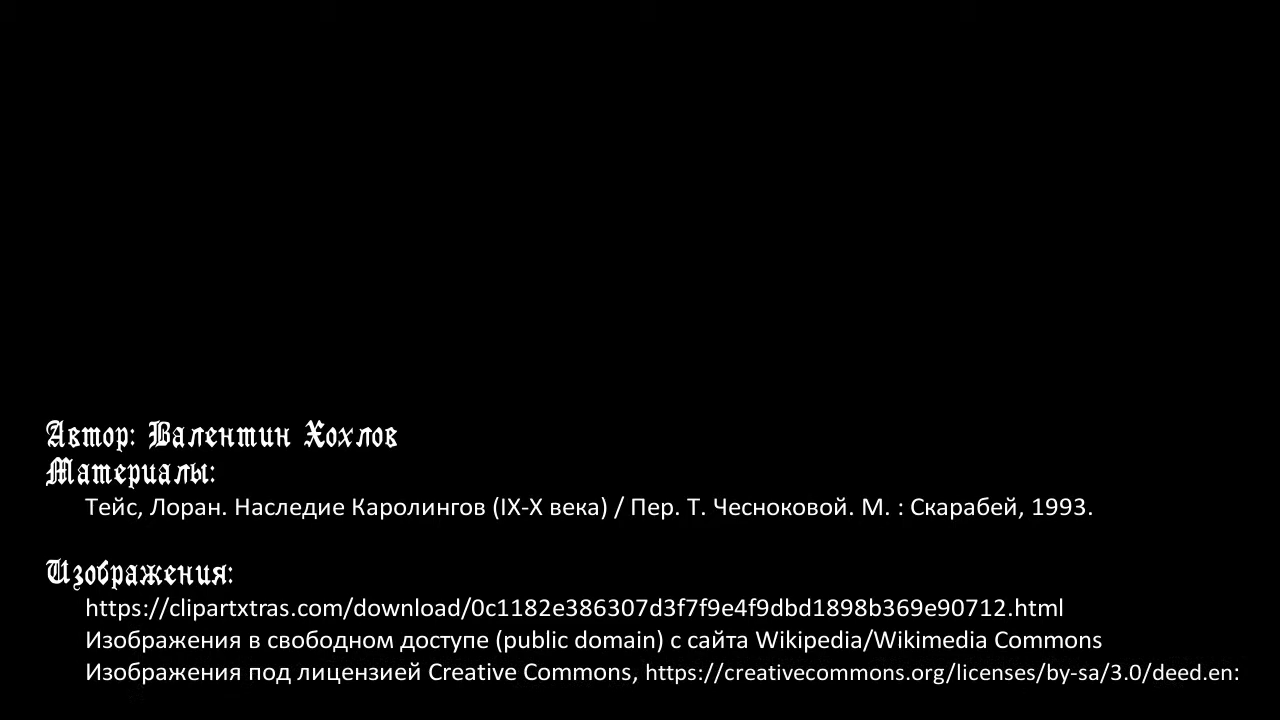 Автор: Валентин Хохлов
Материалы:
Тейс, Лоран. Наследие Каролингов (IX-X века) / Пер. Т. Чесноковой. М. : Скарабей, 1993.
Изображения:
https://clipartxtras.com/download/0c1182e386307d3f7f9e4f9dbd1898b369e90712.html
Изображения в свободном доступе (public domain) с сайта Wikipedia/Wikimedia Commons
Изображения под лицензией Creative Commons, https://creativecommons.org/licenses/by-sa/3.0/deed.en: